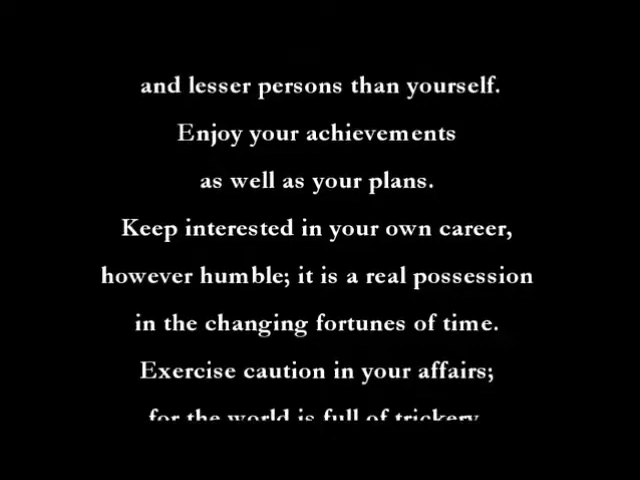 and lesser persons than yourself.
Enjoy your achievements
as well as your plans.
Keep interested in your own career,
however humble; it is a real possession
in the changing fortunes of time.
Exercise caution in your affairs;
for the world is full of trickery.